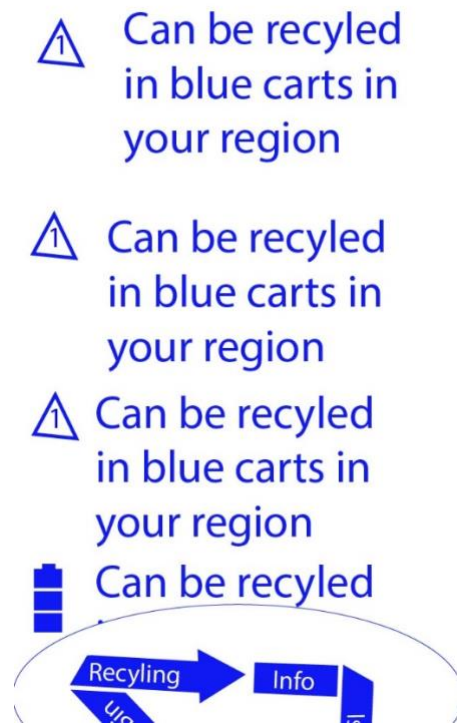 1
Can be recyled
in blue carts in
your region
1
Can be recyled
in blue carts in
your region
1
Can be recyled
in blue carts in
your region
Can be recyled
Recyling
Info